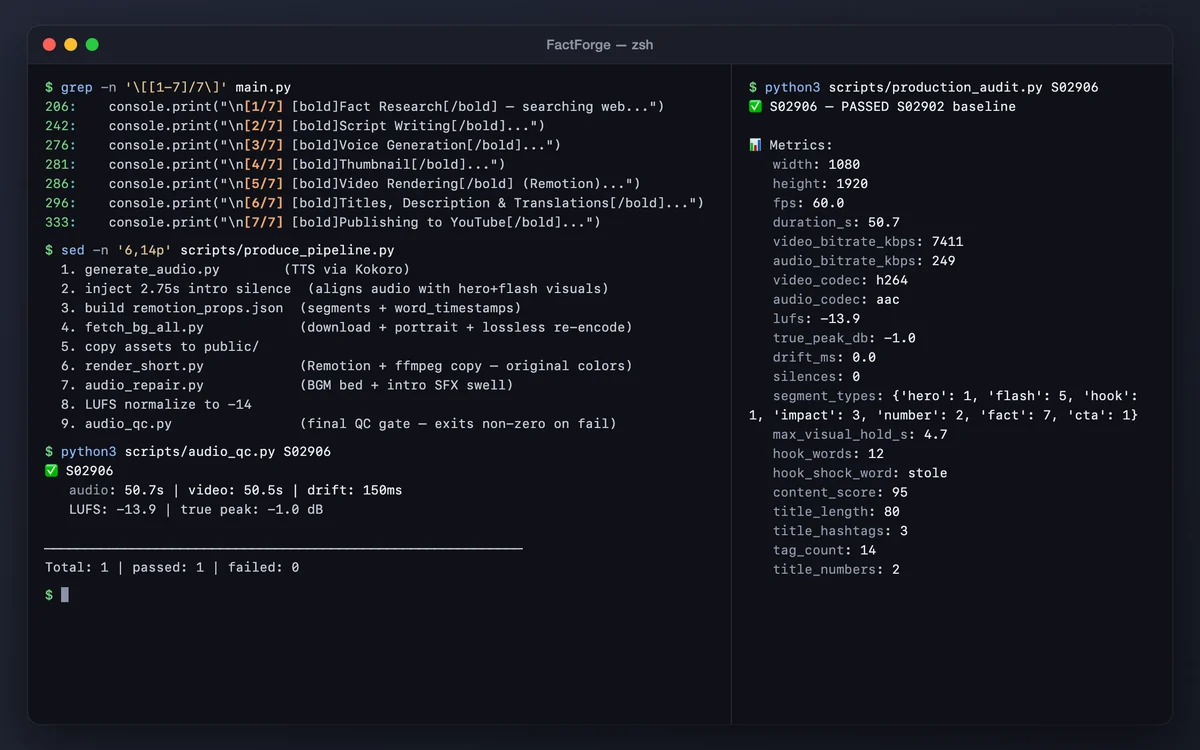 FactForge — zsh
$ grep -n '\[[1-7]/7\]' main.py
206:    console.print("\n[1/7] [bold]Fact Research[/bold] — searching web...")
242:    console.print("\n[2/7] [bold]Script Writing[/bold]...")
276:    console.print("\n[3/7] [bold]Voice Generation[/bold]...")
281:    console.print("\n[4/7] [bold]Thumbnail[/bold]...")
286:    console.print("\n[5/7] [bold]Video Rendering[/bold] (Remotion)...")
296:    console.print("\n[6/7] [bold]Titles, Description & Translations[/bold]...")
333:    console.print("\n[7/7] [bold]Publishing to YouTube[/bold]...")
$ sed -n '6,14p' scripts/produce_pipeline.py
1. generate_audio.py        (TTS via Kokoro)
2. inject 2.75s intro silence  (aligns audio with hero+flash visuals)
3. build remotion_props.json  (segments + word_timestamps)
4. fetch_bg_all.py            (download + portrait + lossless re-encode)
5. copy assets to public/
6. render_short.py            (Remotion + ffmpeg copy — original colors)
7. audio_repair.py            (BGM bed + intro SFX swell)
8. LUFS normalize to -14
9. audio_qc.py                (final QC gate — exits non-zero on fail)
$ python3 scripts/audio_qc.py S02906
✅ S02906
audio: 50.7s | video: 50.5s | drift: 150ms
LUFS: -13.9 | true peak: -1.0 dB
Total: 1 | passed: 1 | failed: 0
$
$ python3 scripts/production_audit.py S02906
✅ S02906 — PASSED S02902 baseline
📊 Metrics:
width: 1080
height: 1920
fps: 60.0
duration_s: 50.7
video_bitrate_kbps: 7411
audio_bitrate_kbps: 249
video_codec: h264
audio_codec: aac
lufs: -13.9
true_peak_db: -1.0
drift_ms: 0.0
silences: 0
segment_types: {'hero': 1, 'flash': 5, 'hook':
1, 'impact': 3, 'number': 2, 'fact': 7, 'cta': 1}
max_visual_hold_s: 4.7
hook_words: 12
hook_shock_word: stole
content_score: 95
title_length: 80
title_hashtags: 3
tag_count: 14
title_numbers: 2